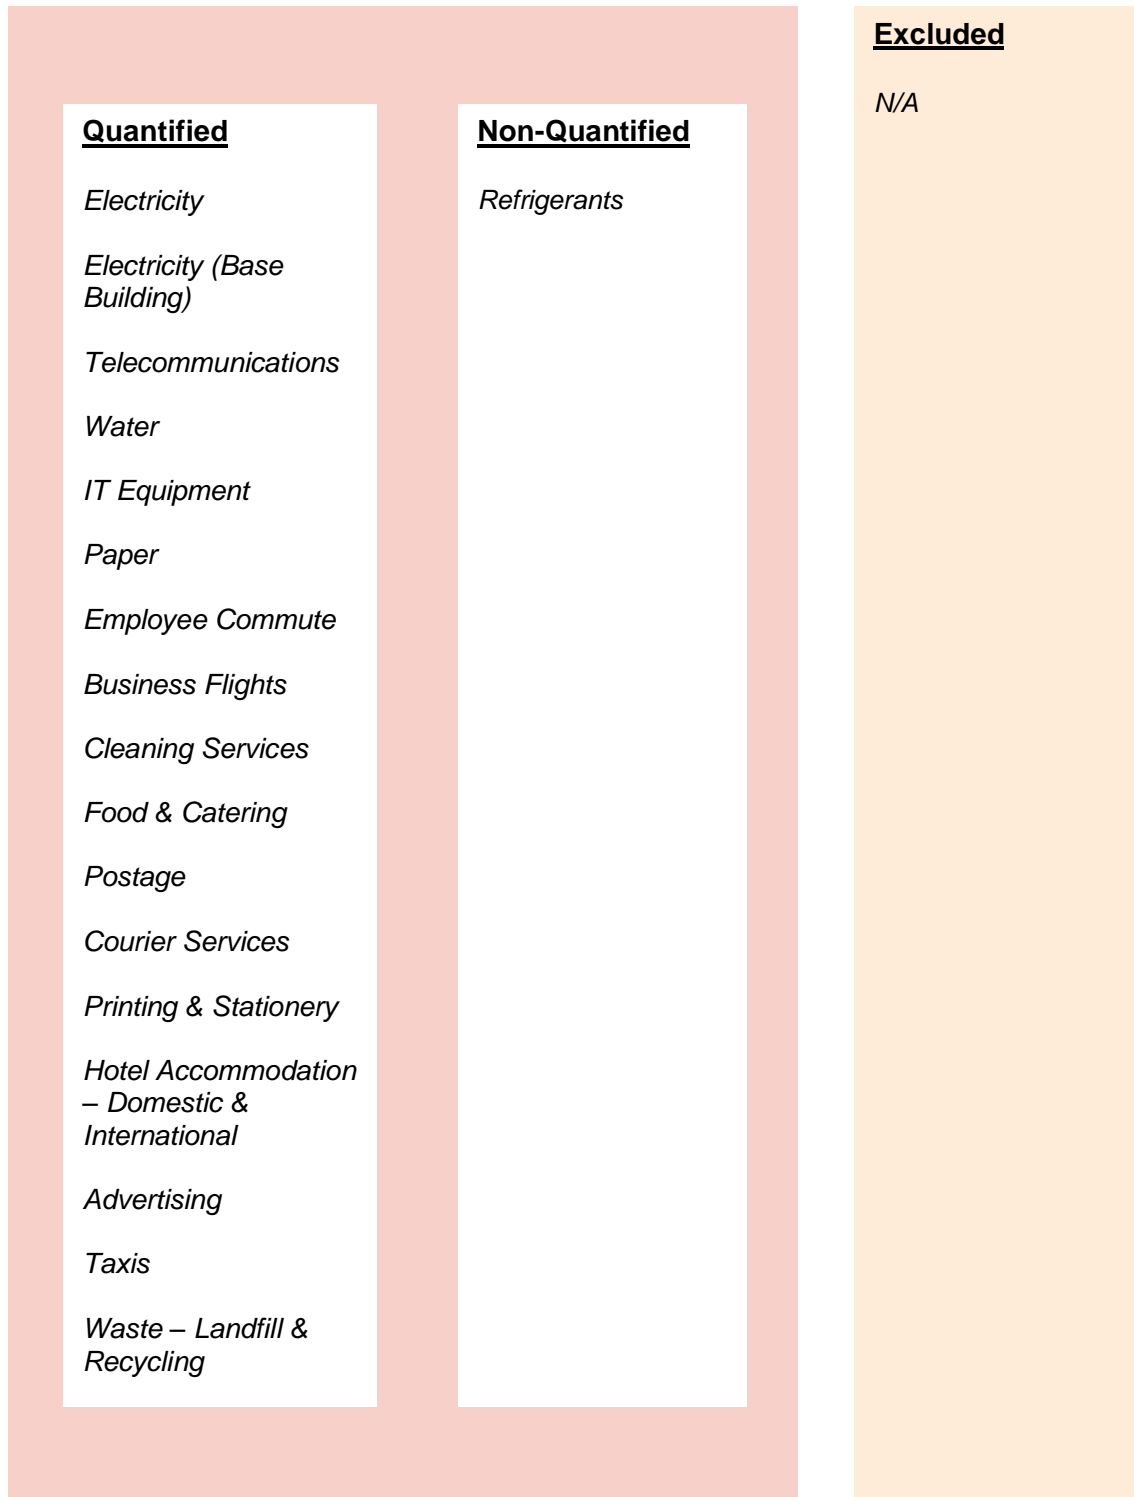 Quantified
Electricity
Electricity (Base
Building)
Telecommunications
Water
IT Equipment
Paper
Employee Commute
Business Flights
Cleaning Services
Food & Catering
Postage
Courier Services
Printing & Stationery
Hotel Accommodation
– Domestic &
International
Advertising
Taxis
Waste – Landfill &
Recycling
Non-Quantified
Refrigerants
Excluded
N/A